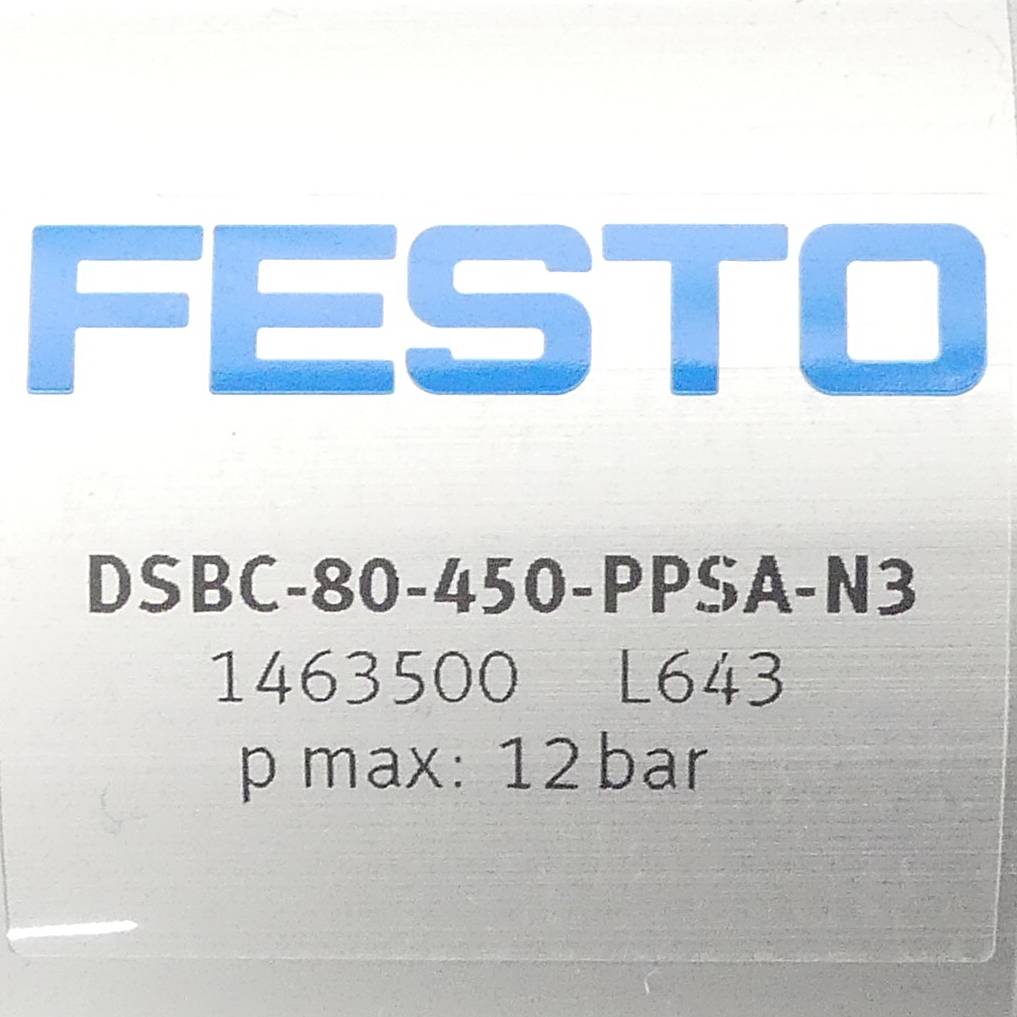 FESTO
DSBC-80-450-PPSA-N3
1463500 L643
p max: 12 bar